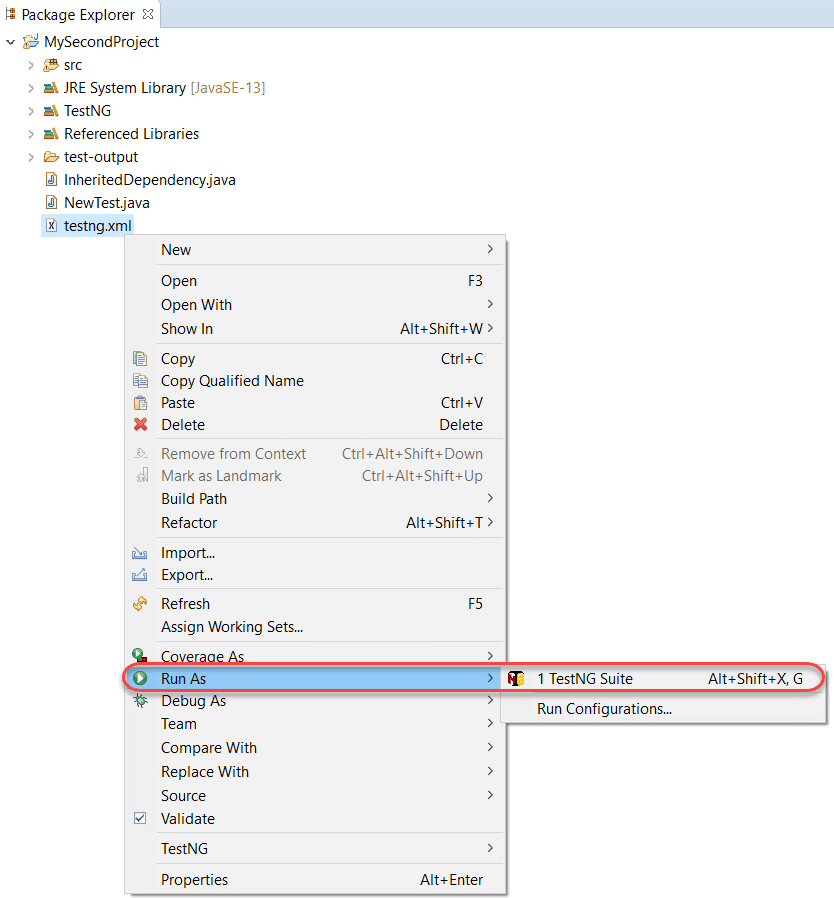 Package Explorer
MySecondProject
src
JRE System Library [JavaSE-13]
TestNG
Referenced Libraries
test-output
InheritedDependency.java
NewTest.java
testng.xml
New
Open F3
Open With
Show In Alt+Shift+W
Copy Ctrl+C
Copy Qualified Name
Paste Ctrl+V
Delete Delete
Remove from Context Ctrl+Alt+Shift+Down
Mark as Landmark Ctrl+Alt+Shift+Up
Build Path
Refactor Alt+Shift+T
Import...
Export...
Refresh F5
Assign Working Sets...
Coverage As
Run As 1 TestNG Suite Alt+Shift+X, G
Debug As Run Configurations...
Team
Compare With
Replace With
Source
Validate
TestNG
Properties Alt+Enter